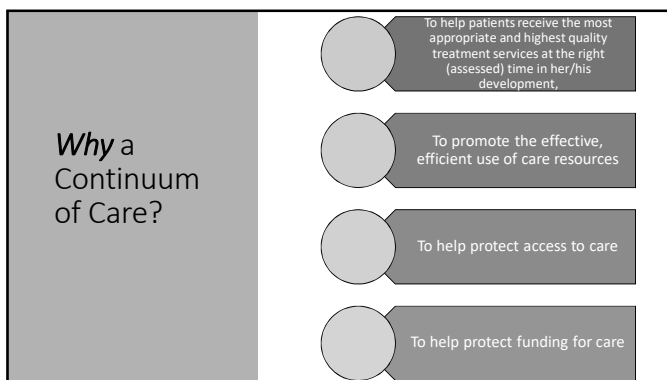 Why a
Continuum
of Care?
To help patients receive the most
appropriate and highest quality
treatment services at the right
(assessed) time in her/his
development,
To promote the effective,
efficient use of care resources
To help protect access to care
To help protect funding for care